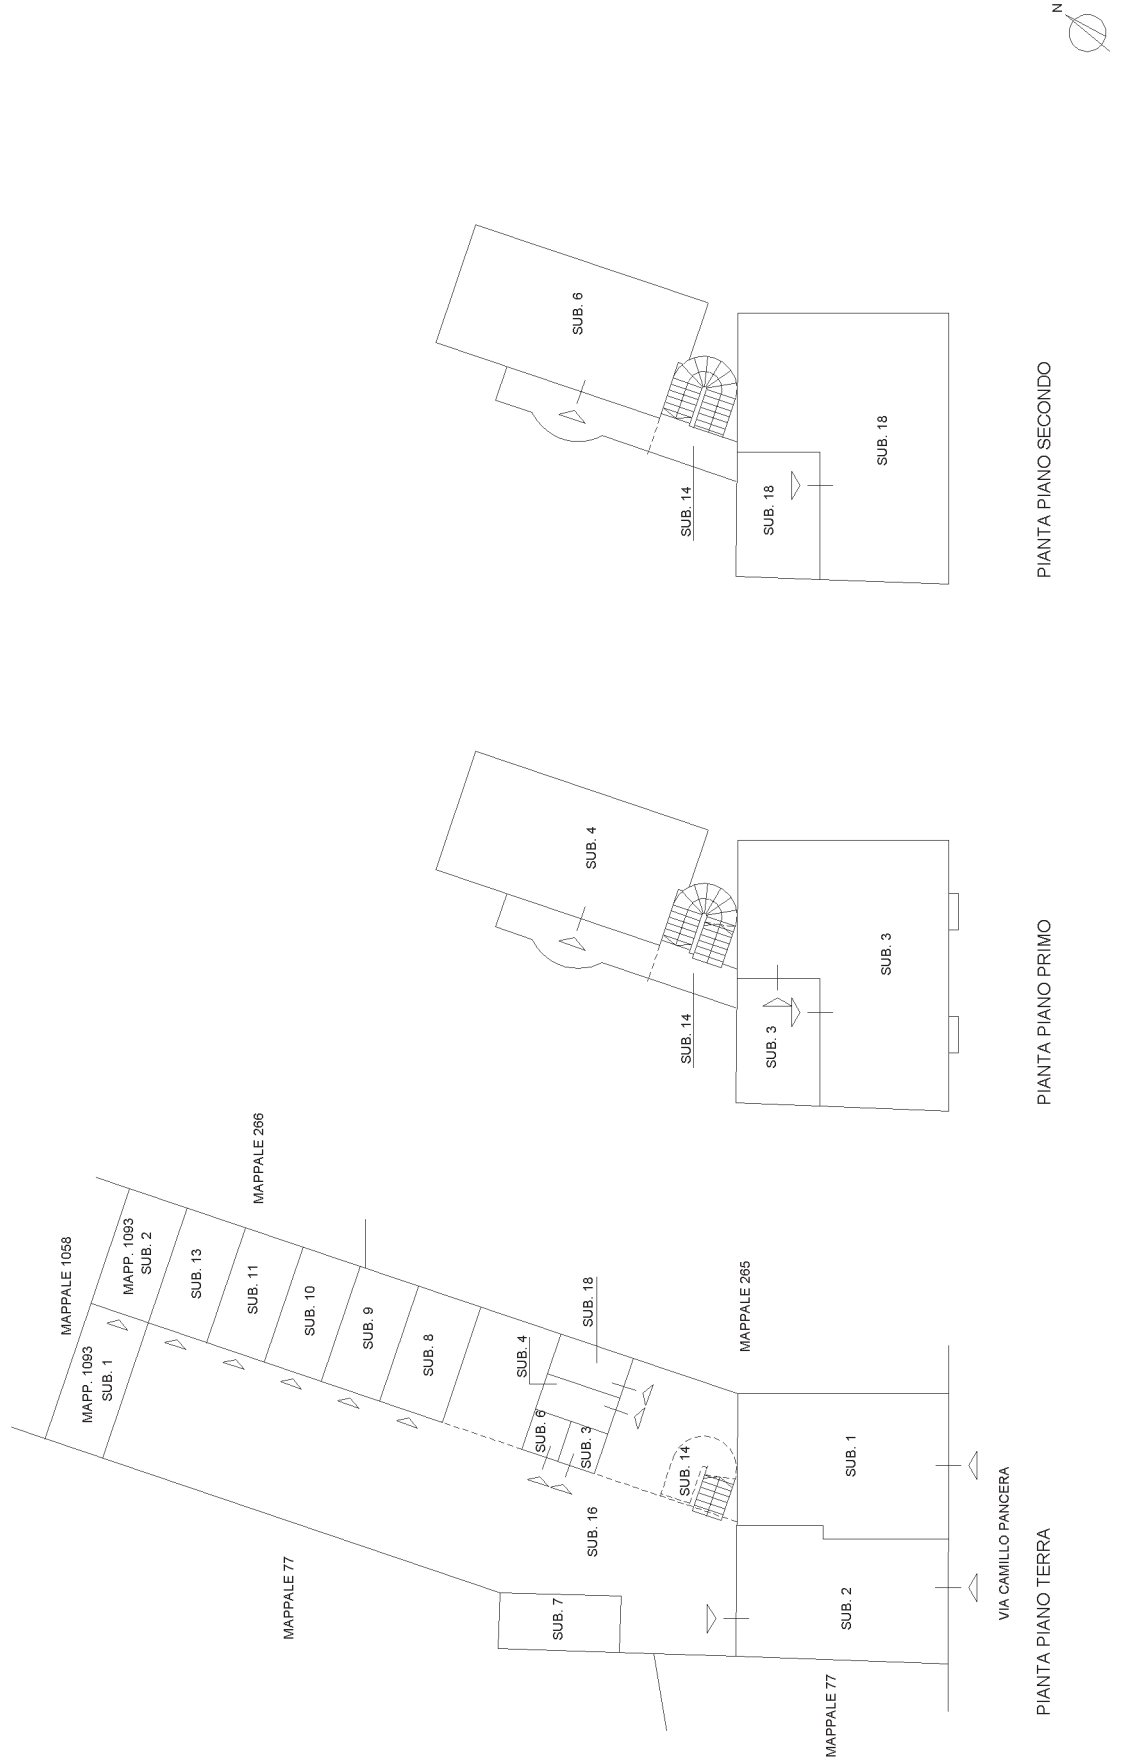 MAPPALE 1058
MAPP. 1093
SUB. 1
MAPP. 1093
SUB. 2
SUB. 13
SUB. 11
SUB. 10
SUB. 9
SUB. 8
MAPPALE 266
MAPPALE 77
SUB. 4
SUB. 18
SUB. 6
SUB. 3
SUB. 16
SUB. 14
SUB. 7
MAPPALE 265
SUB. 1
SUB. 2
MAPPALE 77
VIA CAMILLO PANCERA
PIANTA PIANO TERRA
SUB. 4
SUB. 14
SUB. 3
SUB. 3
PIANTA PIANO PRIMO
SUB. 6
SUB. 14
SUB. 18
SUB. 18
PIANTA PIANO SECONDO
N